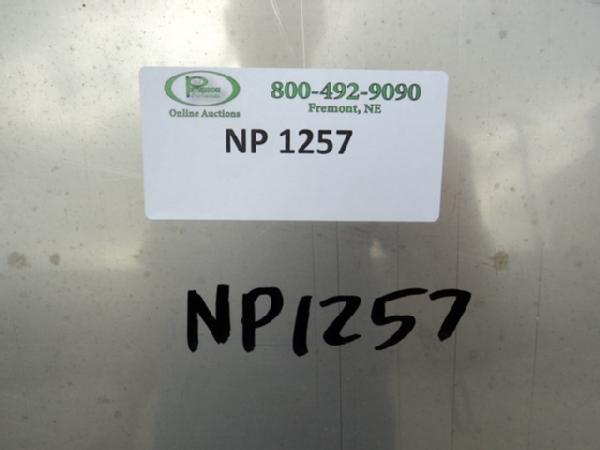 800-492-9090
Fremont, NE
Online Auctions
NP 1257
NP1257